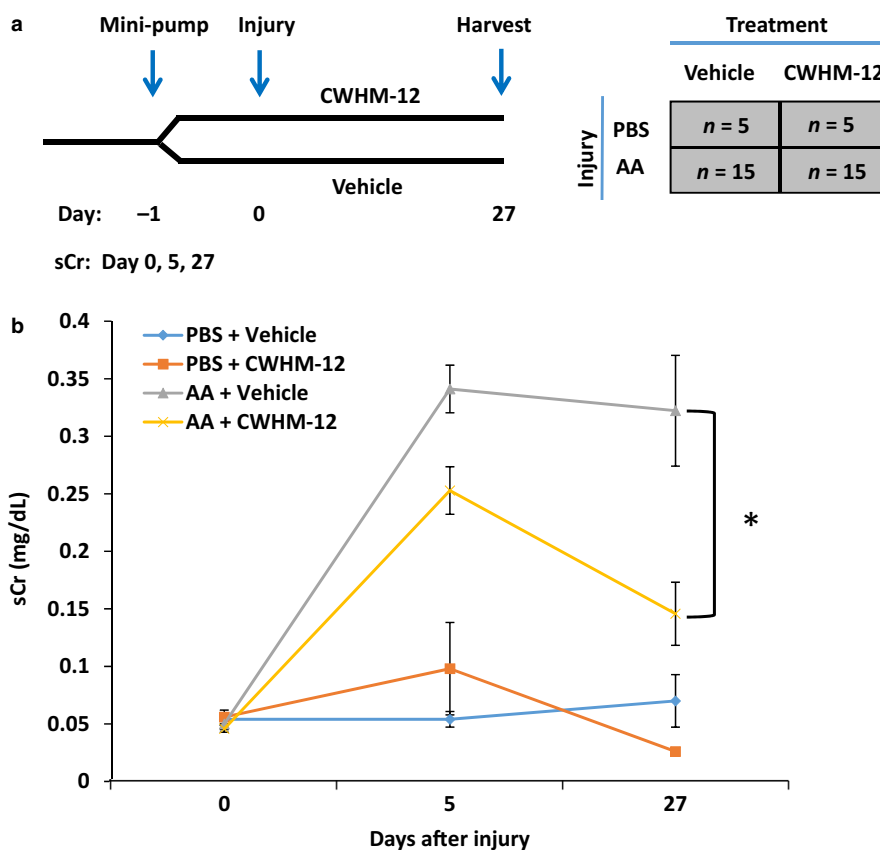 a
Mini-pump Injury Harvest
CWHM-12
Vehicle
Day: –1 0 27
sCr: Day 0, 5, 27
Treatment
Vehicle CWHM-12
Injury
PBS n = 5 n = 5
AA n = 15 n = 15
b
PBS + Vehicle
PBS + CWHM-12
AA + Vehicle
AA + CWHM-12
sCr (mg/dL)
0.4
0.35
0.3
0.25
0.2
0.15
0.1
0.05
0
*
0 5 27
Days after injury